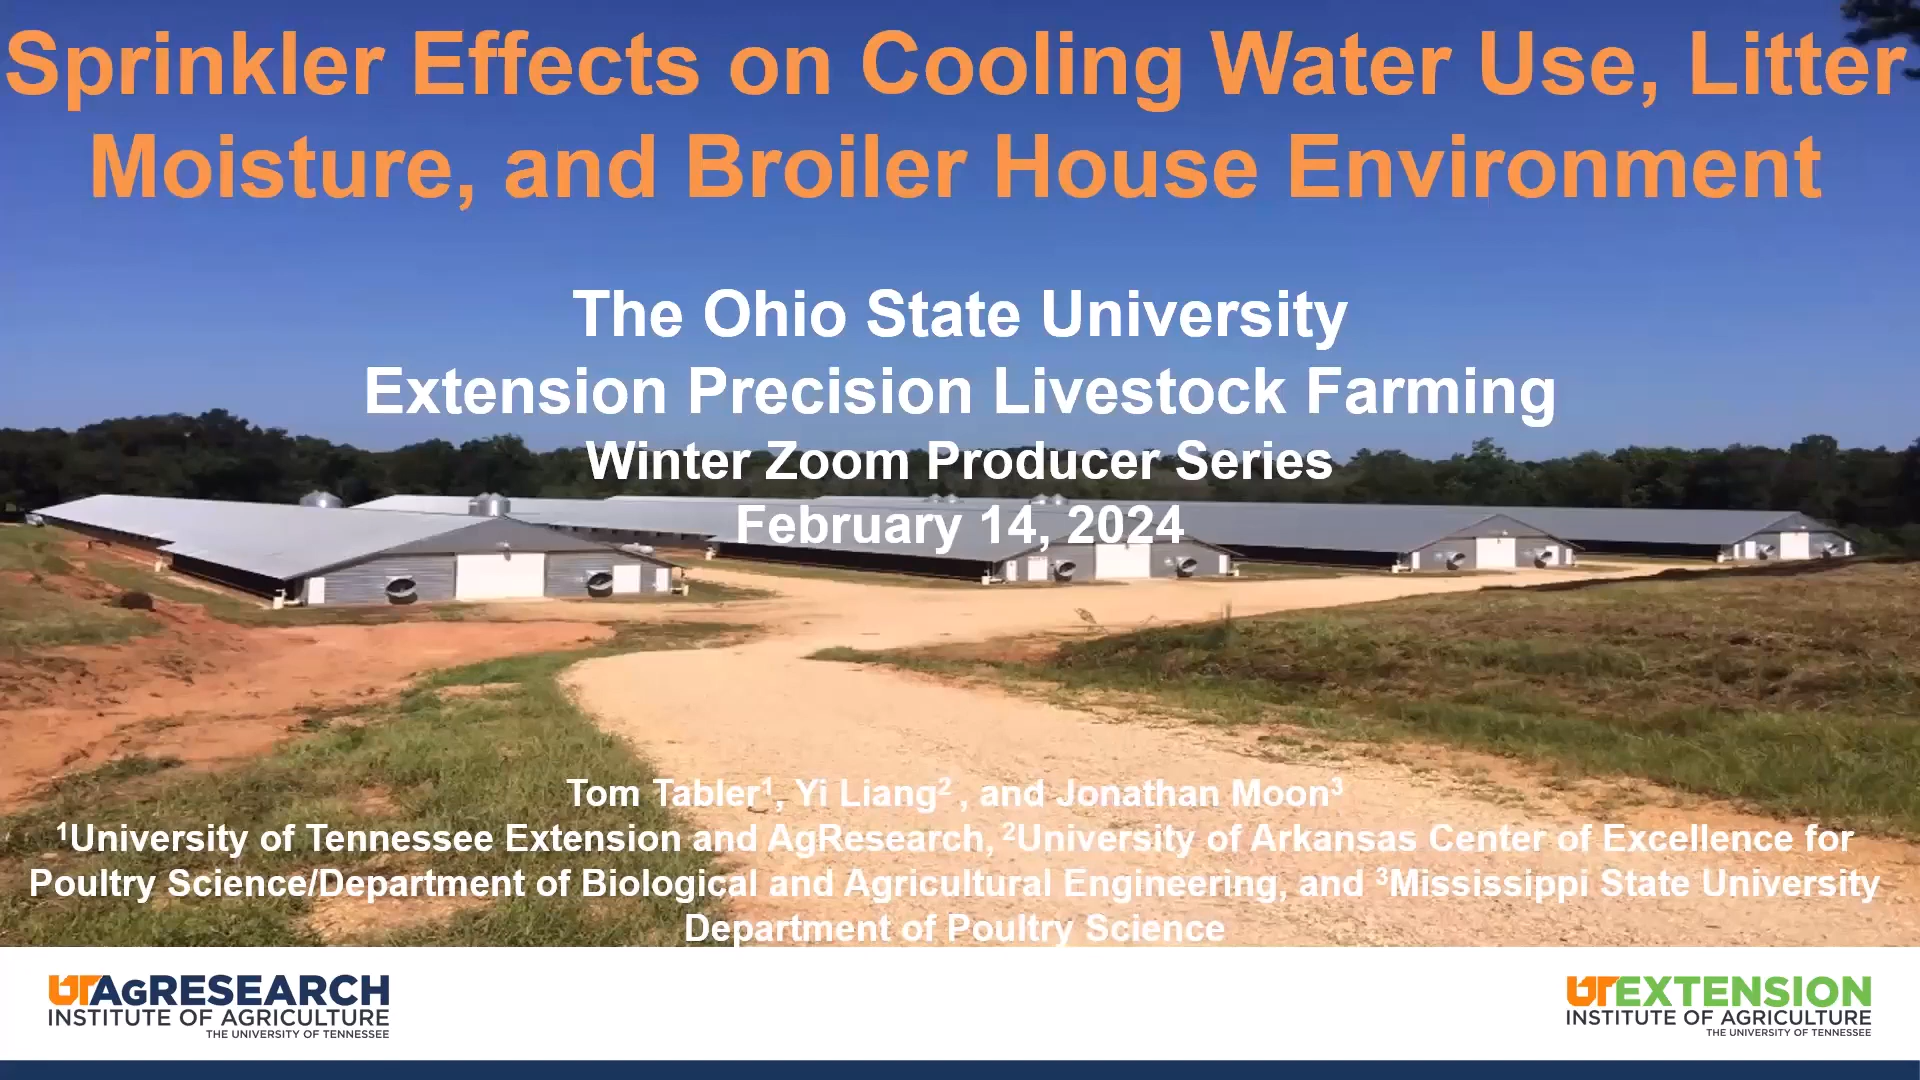 Sprinkler Effects on Cooling Water Use, Litter
Moisture, and Broiler House Environment
The Ohio State University
Extension Precision Livestock Farming
Winter Zoom Producer Series
February 14, 2024
Tom Tabler¹, Yi Liang² , and Jonathan Moon³
¹University of Tennessee Extension and AgResearch, ²University of Arkansas Center of Excellence for
Poultry Science/Department of Biological and Agricultural Engineering, and ³Mississippi State University
Department of Poultry Science
UTAgRESEARCH
INSTITUTE OF AGRICULTURE
THE UNIVERSITY OF TENNESSEE
UTEXTENSION
INSTITUTE OF AGRICULTURE
THE UNIVERSITY OF TENNESSEE